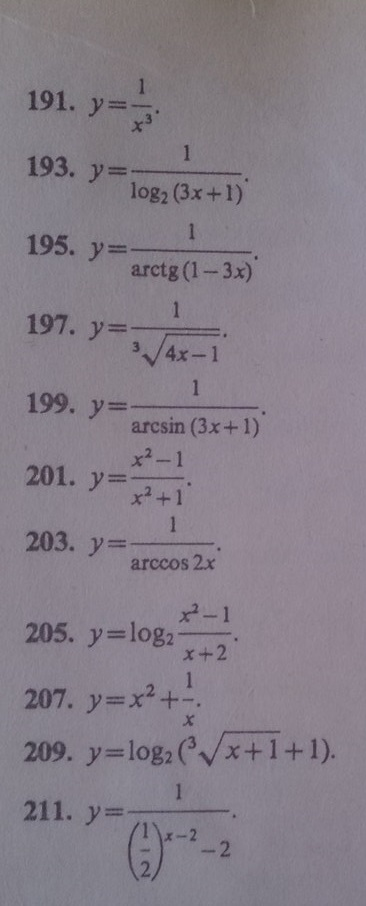 191. y=1/x³.
193. y=1/log₂(3x+1).
195. y=1/arctg(1−3x).
197. y=1/³√(4x−1).
199. y=1/arcsin(3x+1).
201. y=(x²−1)/(x²+1).
203. y=1/arccos 2x.
205. y=log₂ (x²−1)/(x+2).
207. y=x²+1/x.
209. y=log₂(³√(x+1)+1).
211. y=1/((1/2)^(x−2)−2).